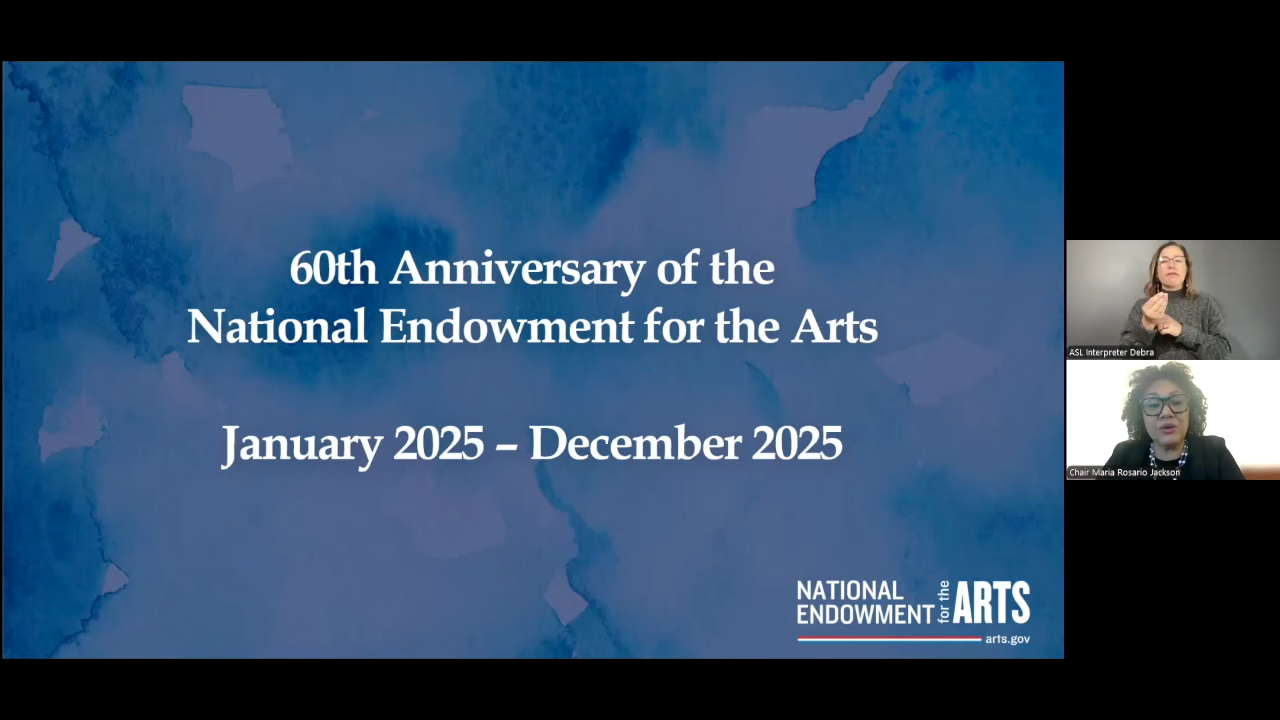 60th Anniversary of the
National Endowment for the Arts
January 2025 – December 2025
NATIONAL
ENDOWMENT
for the
ARTS
arts.gov
ASL Interpreter Debra
Chair Maria Rosario Jackson